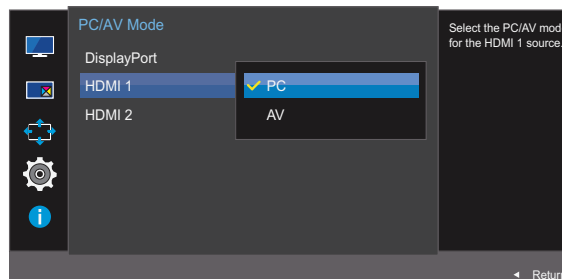 PC/AV Mode
Select the PC/AV mod
for the HDMI 1 source.
DisplayPort
HDMI 1
PC
HDMI 2
AV
Return